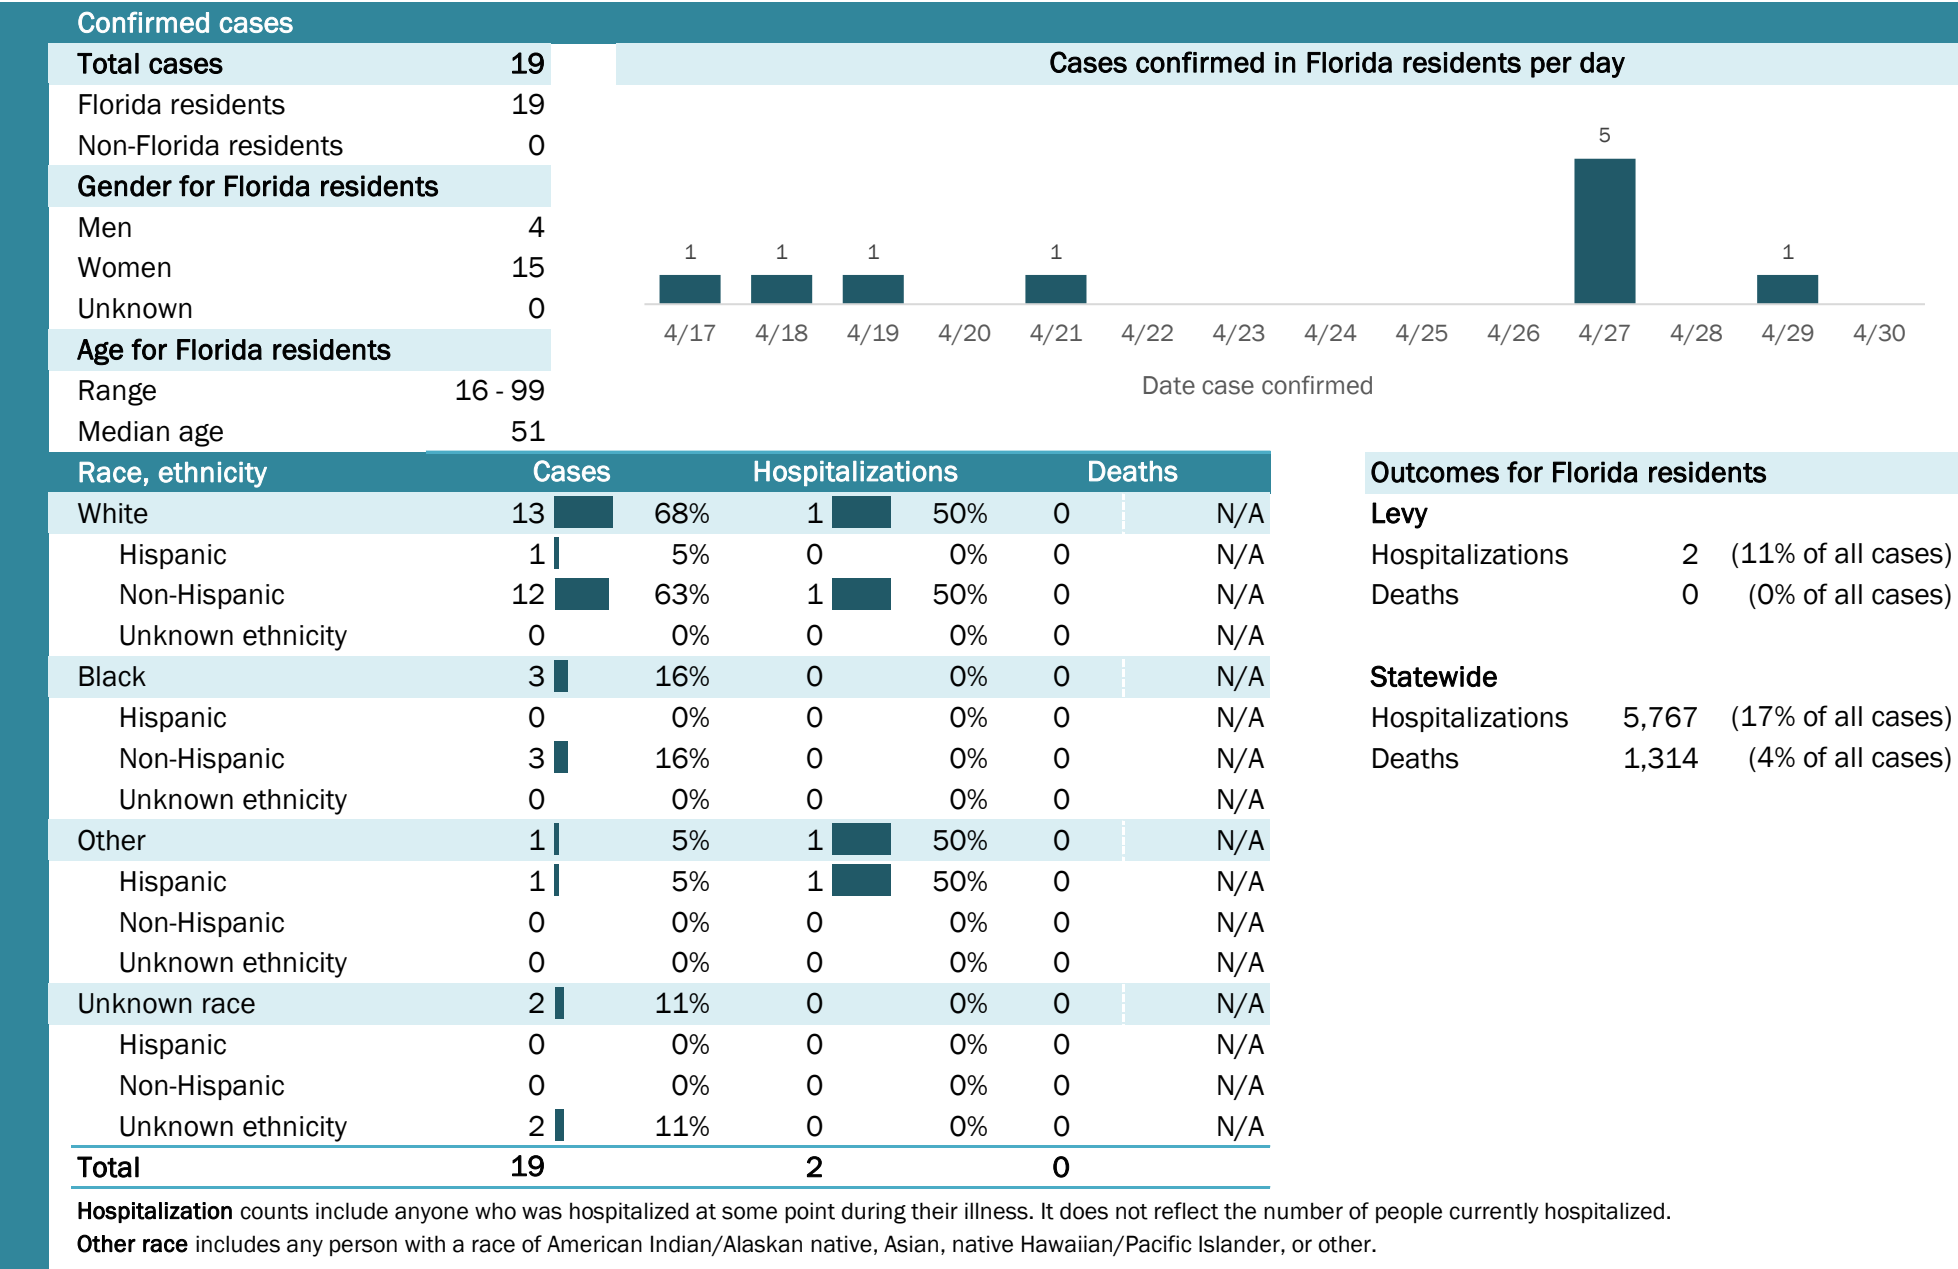 Confirmed cases
Total cases 19
Florida residents 19
Non-Florida residents 0
Gender for Florida residents
Men 4
Women 15
Unknown 0
Age for Florida residents
Range 16 - 99
Median age 51
Cases confirmed in Florida residents per day
5
1 1 1 1 1
4/17 4/18 4/19 4/20 4/21 4/22 4/23 4/24 4/25 4/26 4/27 4/28 4/29 4/30
Date case confirmed
Race, ethnicity Cases Hospitalizations Deaths
White 13 68% 1 50% 0 N/A
Hispanic 1 5% 0 0% 0 N/A
Non-Hispanic 12 63% 1 50% 0 N/A
Unknown ethnicity 0 0% 0 0% 0 N/A
Black 3 16% 0 0% 0 N/A
Hispanic 0 0% 0 0% 0 N/A
Non-Hispanic 3 16% 0 0% 0 N/A
Unknown ethnicity 0 0% 0 0% 0 N/A
Other 1 5% 1 50% 0 N/A
Hispanic 1 5% 1 50% 0 N/A
Non-Hispanic 0 0% 0 0% 0 N/A
Unknown ethnicity 0 0% 0 0% 0 N/A
Unknown race 2 11% 0 0% 0 N/A
Hispanic 0 0% 0 0% 0 N/A
Non-Hispanic 0 0% 0 0% 0 N/A
Unknown ethnicity 2 11% 0 0% 0 N/A
Total 19 2 0
Outcomes for Florida residents
Levy
Hospitalizations 2 (11% of all cases)
Deaths 0 (0% of all cases)
Statewide
Hospitalizations 5,767 (17% of all cases)
Deaths 1,314 (4% of all cases)
Hospitalization counts include anyone who was hospitalized at some point during their illness. It does not reflect the number of people currently hospitalized.
Other race includes any person with a race of American Indian/Alaskan native, Asian, native Hawaiian/Pacific Islander, or other.